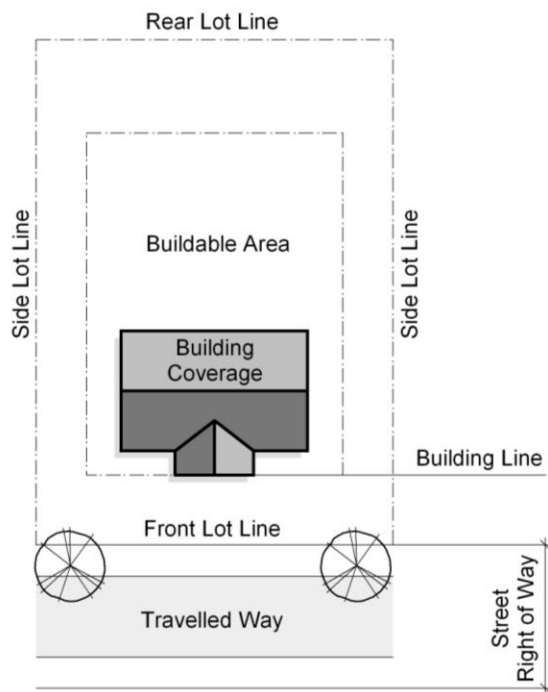 Rear Lot Line
Side Lot Line
Side Lot Line
Buildable Area
Building
Coverage
Building Line
Front Lot Line
Travelled Way
Street
Right of Way